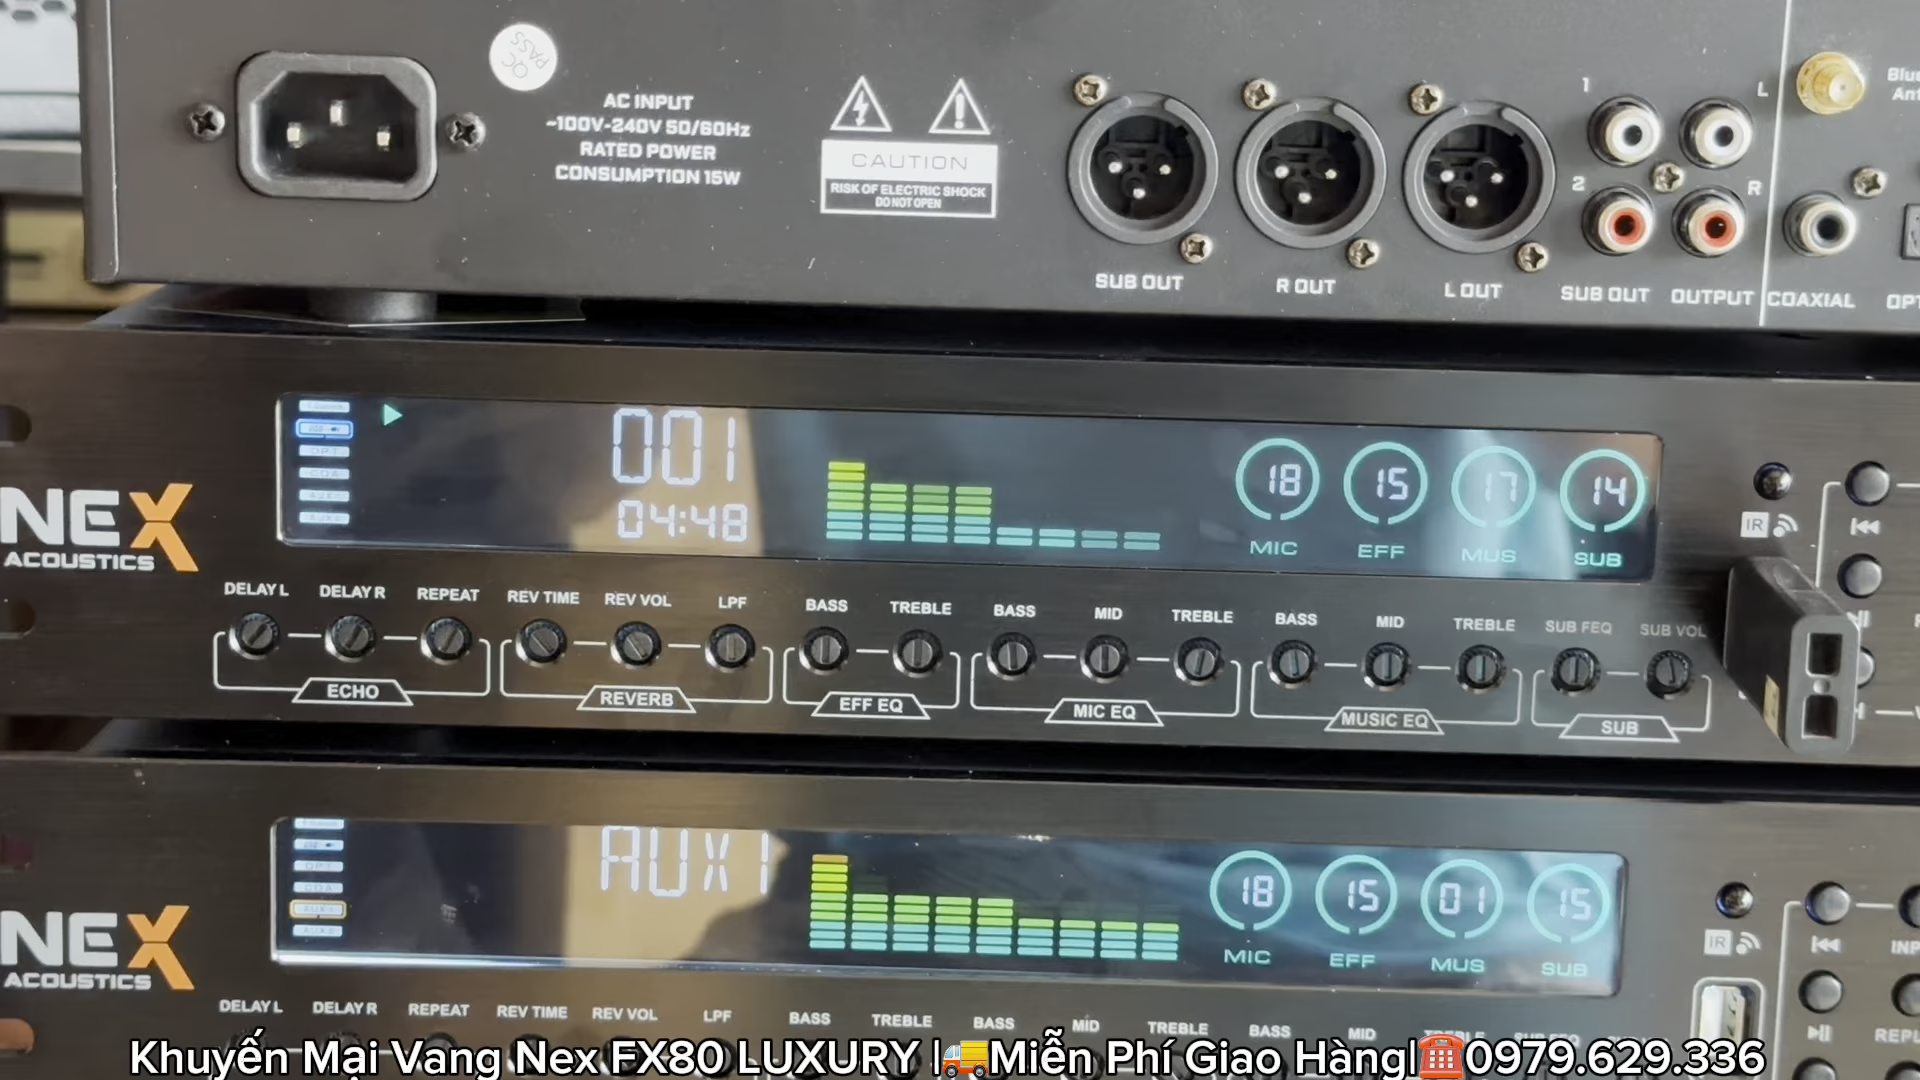 QC
PASS
AC INPUT
~100V-240V 50/60Hz
RATED POWER
CONSUMPTION 15W
CAUTION
RISK OF ELECTRIC SHOCK
DO NOT OPEN
SUB OUT
R OUT
L OUT
1
2
SUB OUT
L
R
OUTPUT
COAXIAL
NEX
ACOUSTICS
001
04:48
18 15 17 14
MIC EFF MUS SUB
IR
DELAY L DELAY R REPEAT REV TIME REV VOL LPF BASS TREBLE BASS MID TREBLE BASS MID TREBLE SUB FEQ SUB VOL
ECHO REVERB EFF EQ MIC EQ MUSIC EQ SUB
NEX
ACOUSTICS
AUX1
18 15 01 15
MIC EFF MUS SUB
IR
DELAY L DELAY R REPEAT REV TIME REV VOL LPF BASS TREBLE BASS MID TREBLE BASS MID TREBLE
Khuyến Mại Vang Nex FX80 LUXURY |🚚Miễn Phí Giao Hàng|☎️0979.629.336